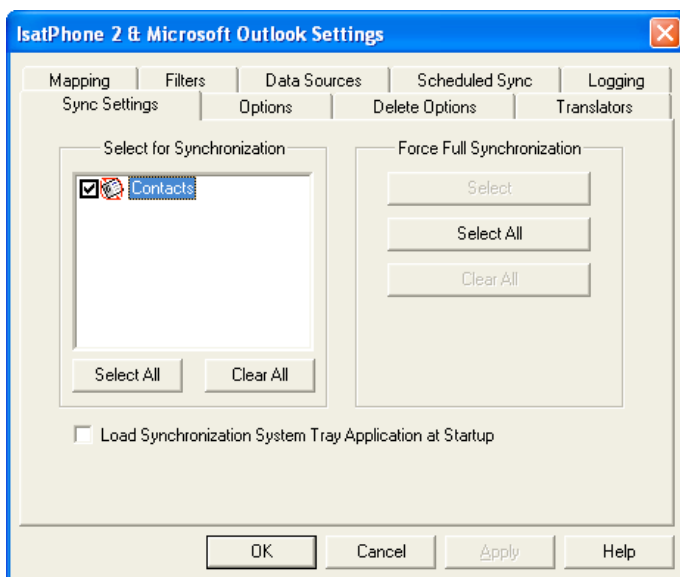 IsatPhone 2 & Microsoft Outlook Settings
Mapping Filters Data Sources Scheduled Sync Logging
Sync Settings Options Delete Options Translators
Select for Synchronization Force Full Synchronization
Contacts Select
Select All
Clear All
Select All Clear All
Load Synchronization System Tray Application at Startup
OK Cancel Apply Help